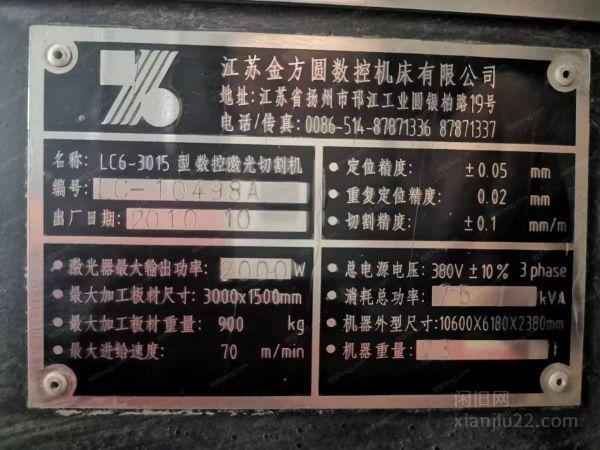 江苏金方圆数控机床有限公司
地址:江苏省扬州市邗江工业园银柏路19号
电话/传真:0086-514-87871336 87871337
名称: LC6-3015 型数控激光切割机
编号: LC-10498A
出厂日期: 2010 10
● 定位精度: ±0.05 mm
● 重复定位精度: 0.02 mm
● 切割精度: ±0.1 mm/m
● 激光器最大输出功率: 2000 W
● 最大加工板材尺寸: 3000x1500mm
● 最大加工板材重量: 900 kg
● 最大进给速度: 70 m/min
● 总电源电压: 380V ±10% 3 phase
● 消耗总功率: 75 kVA
● 机器外型尺寸:10600X6180X2380mm
● 机器重量: 23 t
闲旧网
xianjiu22.com